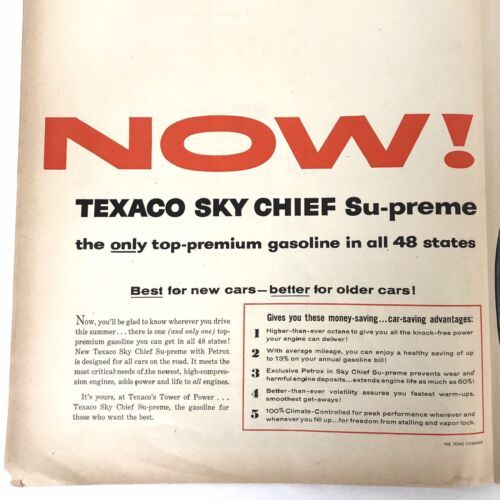 NOW!
TEXACO SKY CHIEF Su-preme
the only top-premium gasoline in all 48 states
Best for new cars—better for older cars!
Now, you'll be glad to know wherever you drive
this summer... there is one (and only one) top-
premium gasoline you can get in all 48 states!
New Texaco Sky Chief Su-preme with Petrox
is designed for all cars on the road. It meets the
most critical needs of the newest, high-compres-
sion engines, adds power and life to all engines.
It's yours, at Texaco's Tower of Power ...
Texaco Sky Chief Su-preme, the gasoline for
those who want the best.
Gives you these money-saving...car-saving advantages:
1 Higher-than-ever octane to give you all the knock-free power
your engine can deliver!
2 With average mileage, you can enjoy a healthy saving of up
to 13% on your annual gasoline bill!
3 Exclusive Petrox in Sky Chief Su-preme prevents wear and
harmful engine deposits...extends engine life as much as 60%!
4 Better-than-ever volatility assures you fastest warm-ups,
smoothest get-aways!
5 100% Climate-Controlled for peak performance wherever and
whenever you fill up...for freedom from stalling and vapor lock.
THE TEXAS COMPANY